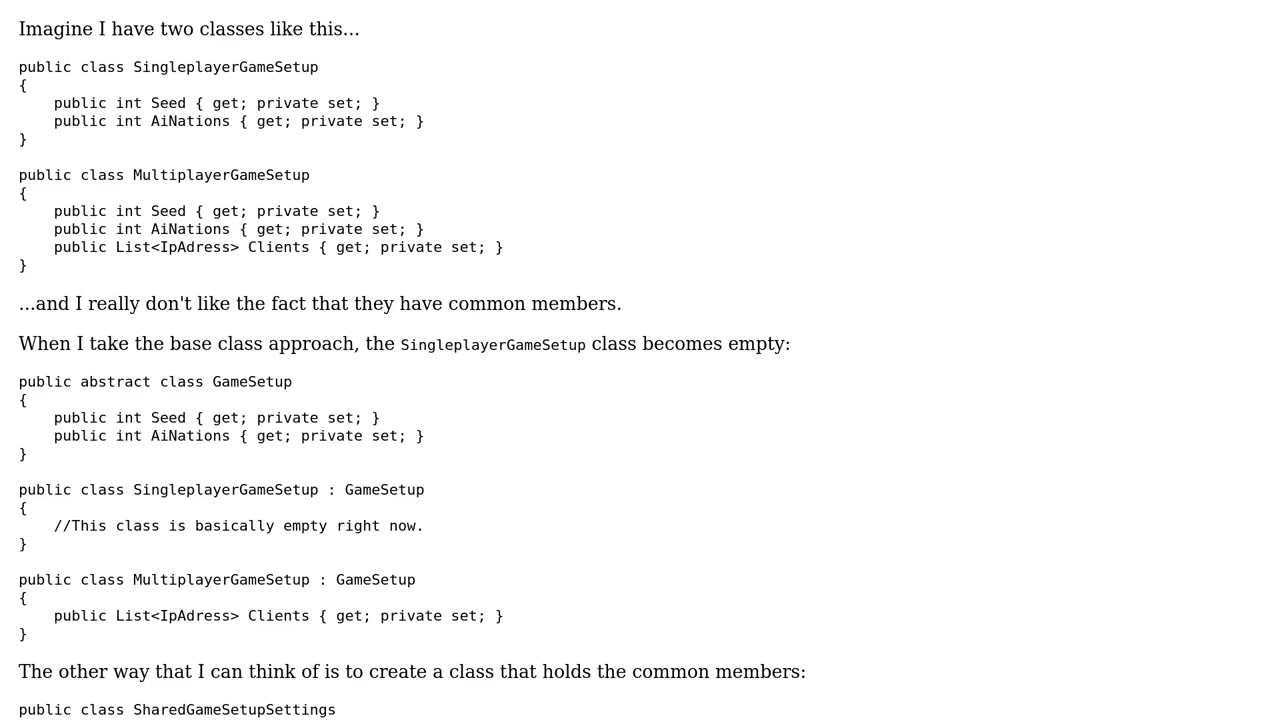 Imagine I have two classes like this...
public class SingleplayerGameSetup
{
    public int Seed { get; private set; }
    public int AiNations { get; private set; }
}
public class MultiplayerGameSetup
{
    public int Seed { get; private set; }
    public int AiNations { get; private set; }
    public List<IpAdress> Clients { get; private set; }
}
...and I really don't like the fact that they have common members.
When I take the base class approach, the SingleplayerGameSetup class becomes empty:
public abstract class GameSetup
{
    public int Seed { get; private set; }
    public int AiNations { get; private set; }
}
public class SingleplayerGameSetup : GameSetup
{
    //This class is basically empty right now.
}
public class MultiplayerGameSetup : GameSetup
{
    public List<IpAdress> Clients { get; private set; }
}
The other way that I can think of is to create a class that holds the common members:
public class SharedGameSetupSettings